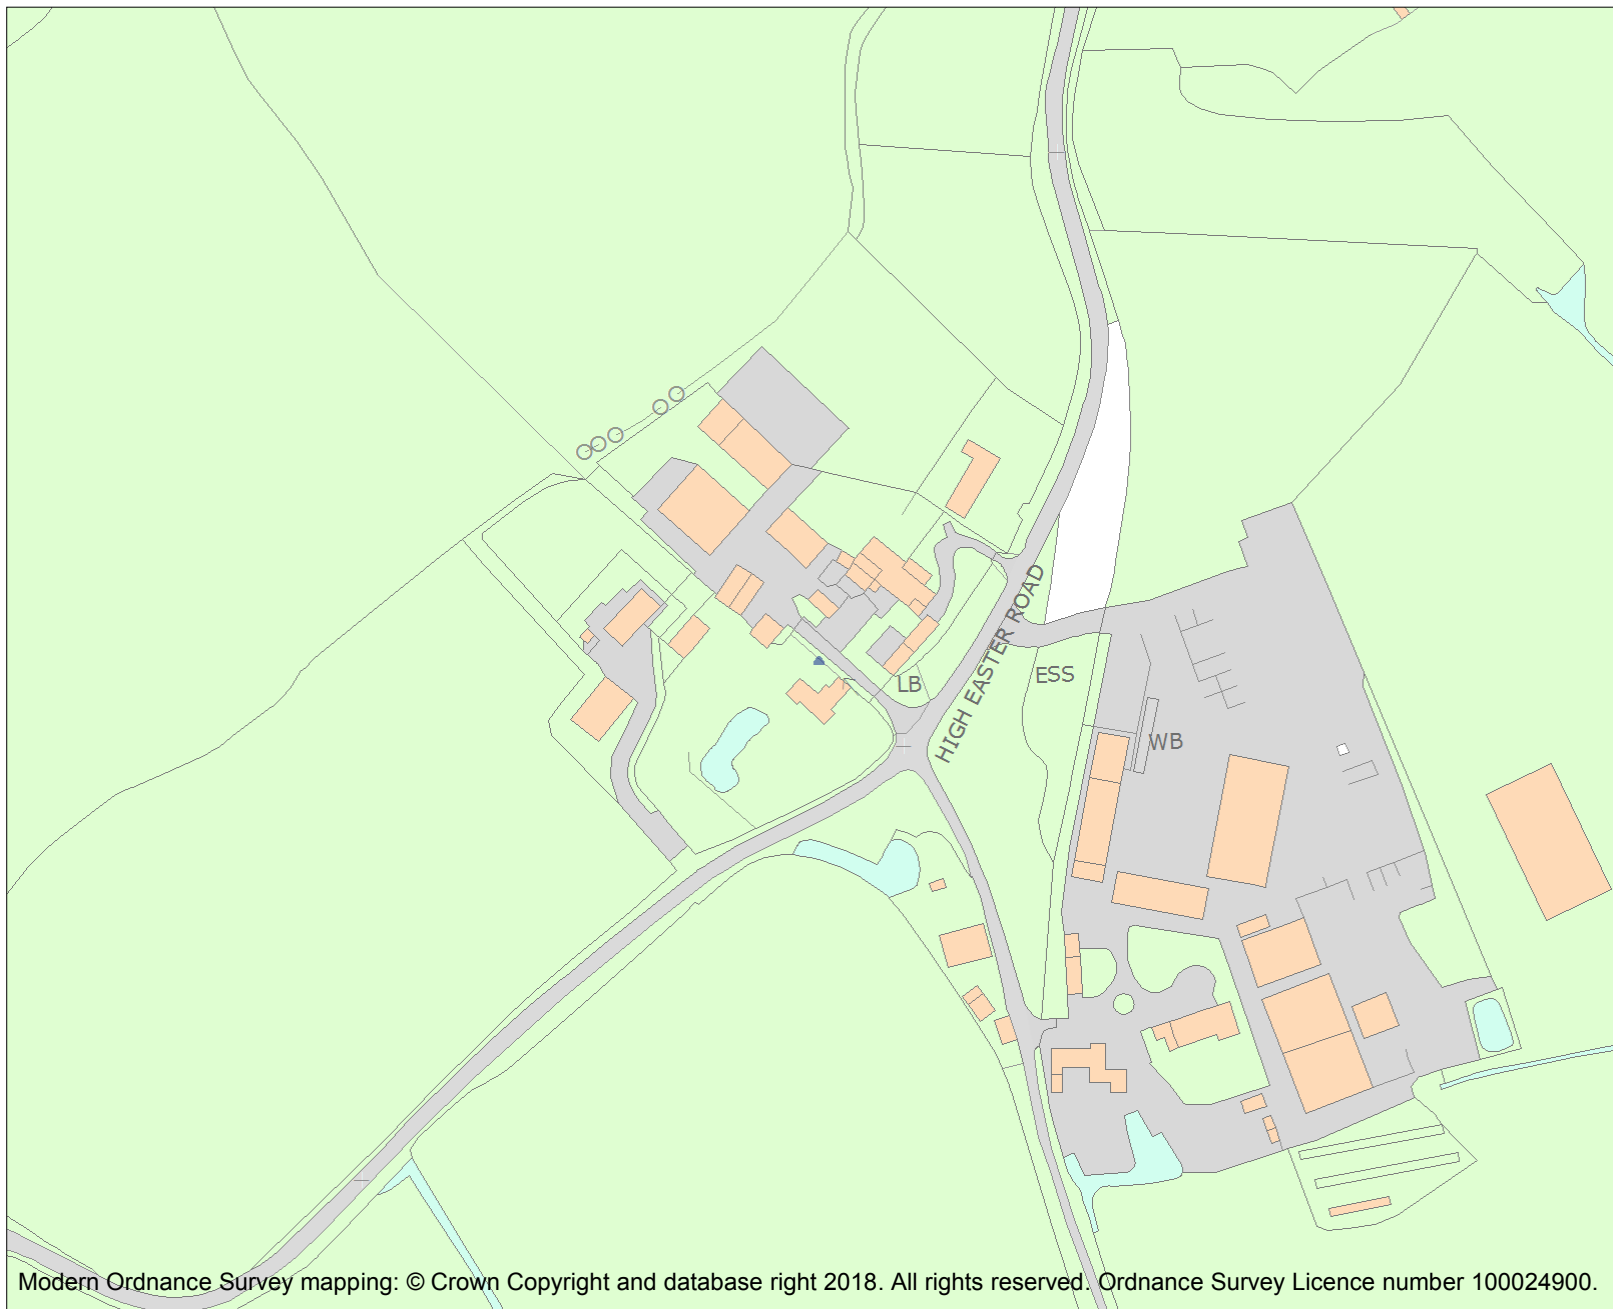 HIGH EASTER ROAD
ESS
LB
WB
Modern Ordnance Survey mapping: © Crown Copyright and database right 2018. All rights reserved. Ordnance Survey Licence number 100024900.